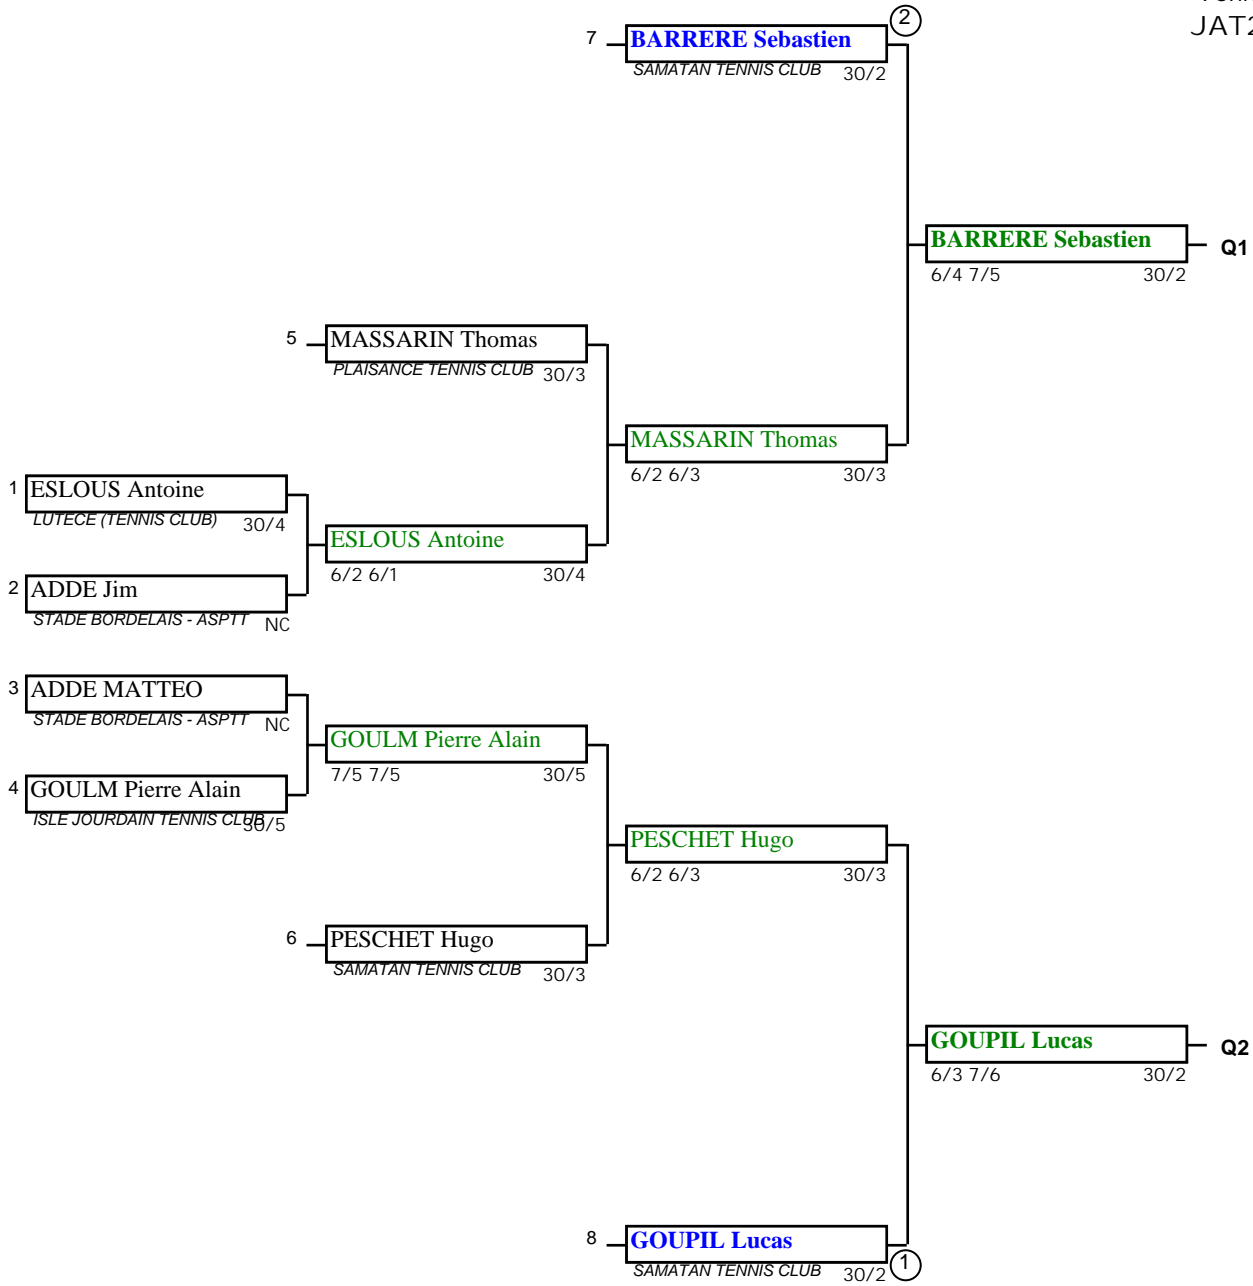 JAT2
2
7 BARRERE Sebastien
SAMATAN TENNIS CLUB 30/2
BARRERE Sebastien Q1
6/4 7/5 30/2
5 MASSARIN Thomas
PLAISANCE TENNIS CLUB 30/3
MASSARIN Thomas
6/2 6/3 30/3
1 ESLOUS Antoine
LUTECE (TENNIS CLUB) 30/4
ESLOUS Antoine
6/2 6/1 30/4
2 ADDE Jim
STADE BORDELAIS - ASPTT NC
3 ADDE MATTEO
STADE BORDELAIS - ASPTT NC
GOULM Pierre Alain
7/5 7/5 30/5
4 GOULM Pierre Alain
ISLE JOURDAIN TENNIS CLUB 30/5
PESCHET Hugo
6/2 6/3 30/3
6 PESCHET Hugo
SAMATAN TENNIS CLUB 30/3
GOUPIL Lucas Q2
6/3 7/6 30/2
8 GOUPIL Lucas
SAMATAN TENNIS CLUB 30/2
1